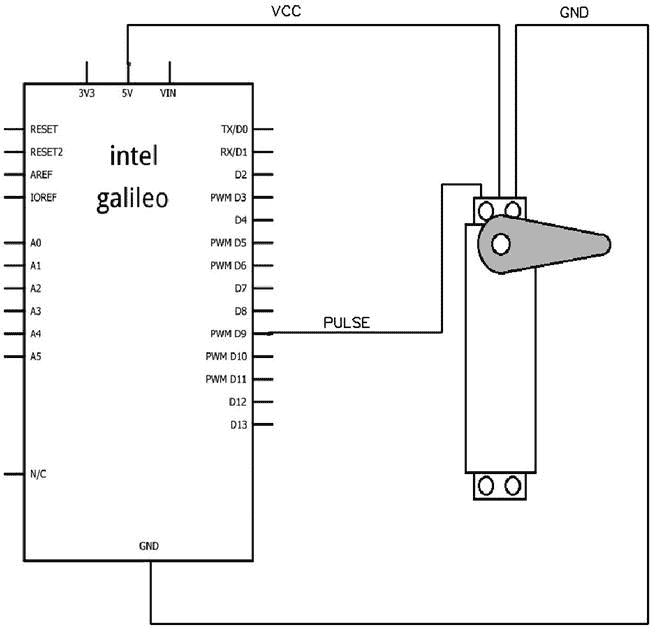 VCC
GND
3V3
5V
VIN
RESET
RESET2
AREF
IOREF
A0
A1
A2
A3
A4
A5
N/C
intel
galileo
TX/D0
RX/D1
D2
PWM D3
D4
PWM D5
PWM D6
D7
D8
PWM D9
PWM D10
PWM D11
D12
D13
PULSE
GND